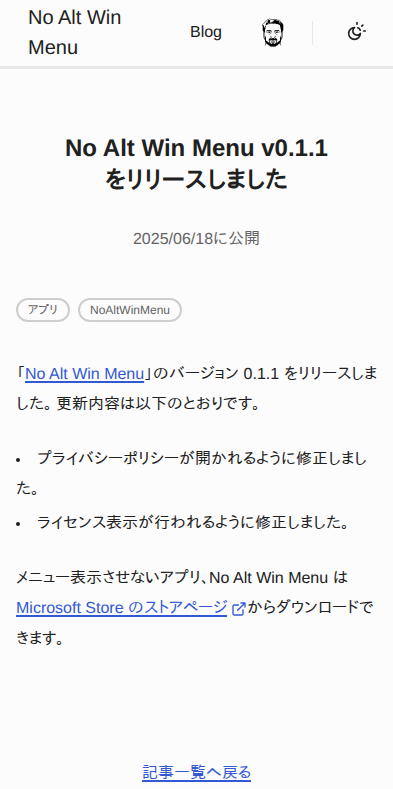 No Alt Win
Menu
Blog
No Alt Win Menu v0.1.1
をリリースしました
2025/06/18に公開
アプリ
NoAltWinMenu
「No Alt Win Menu」のバージョン 0.1.1 をリリースしま
した。更新内容は以下のとおりです。
• プライバシーポリシーが開かれるように修正しまし
た。
• ライセンス表示が行われるように修正しました。
メニュー表示させないアプリ、No Alt Win Menu は
Microsoft Store のストアページ からダウンロードで
きます。
記事一覧へ戻る